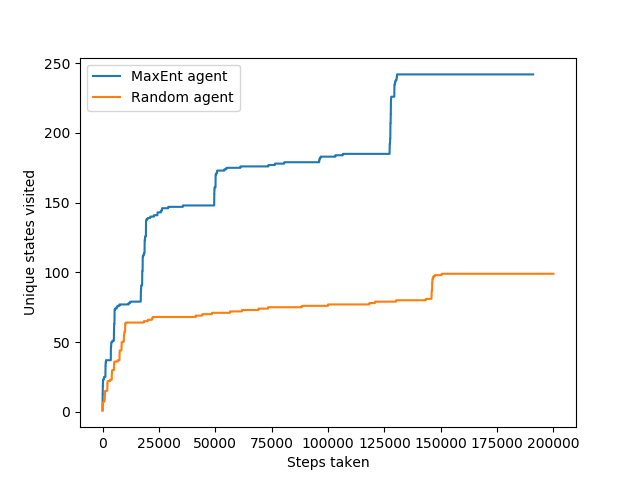 MaxEnt agent
Random agent
250
200
150
100
50
0
Unique states visited
0 25000 50000 75000 100000 125000 150000 175000 200000
Steps taken